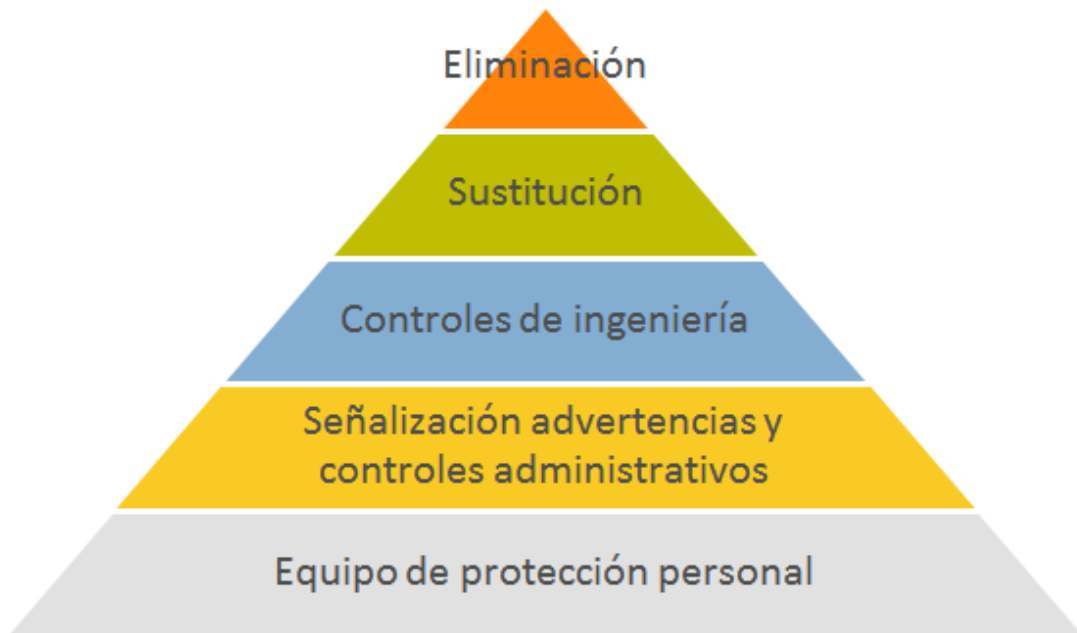 Eliminación
Sustitución
Controles de ingeniería
Señalización advertencias y
controles administrativos
Equipo de protección personal